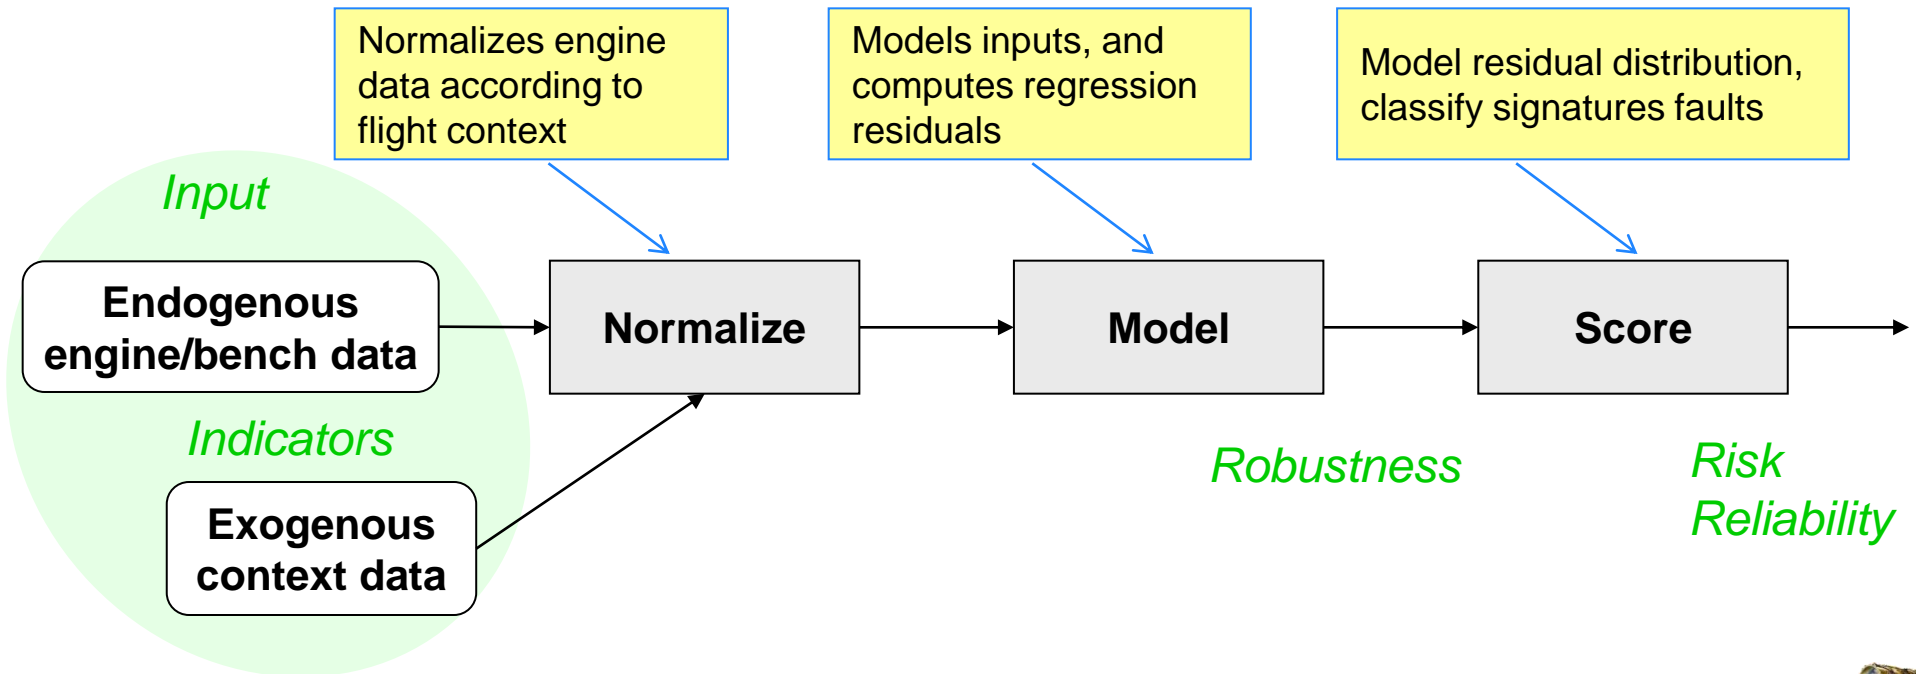 Normalizes engine
data according to
flight context
Models inputs, and
computes regression
residuals
Model residual distribution,
classify signatures faults
Input
Endogenous
engine/bench data
Normalize
Model
Score
Indicators
Exogenous
context data
Robustness
Risk
Reliability